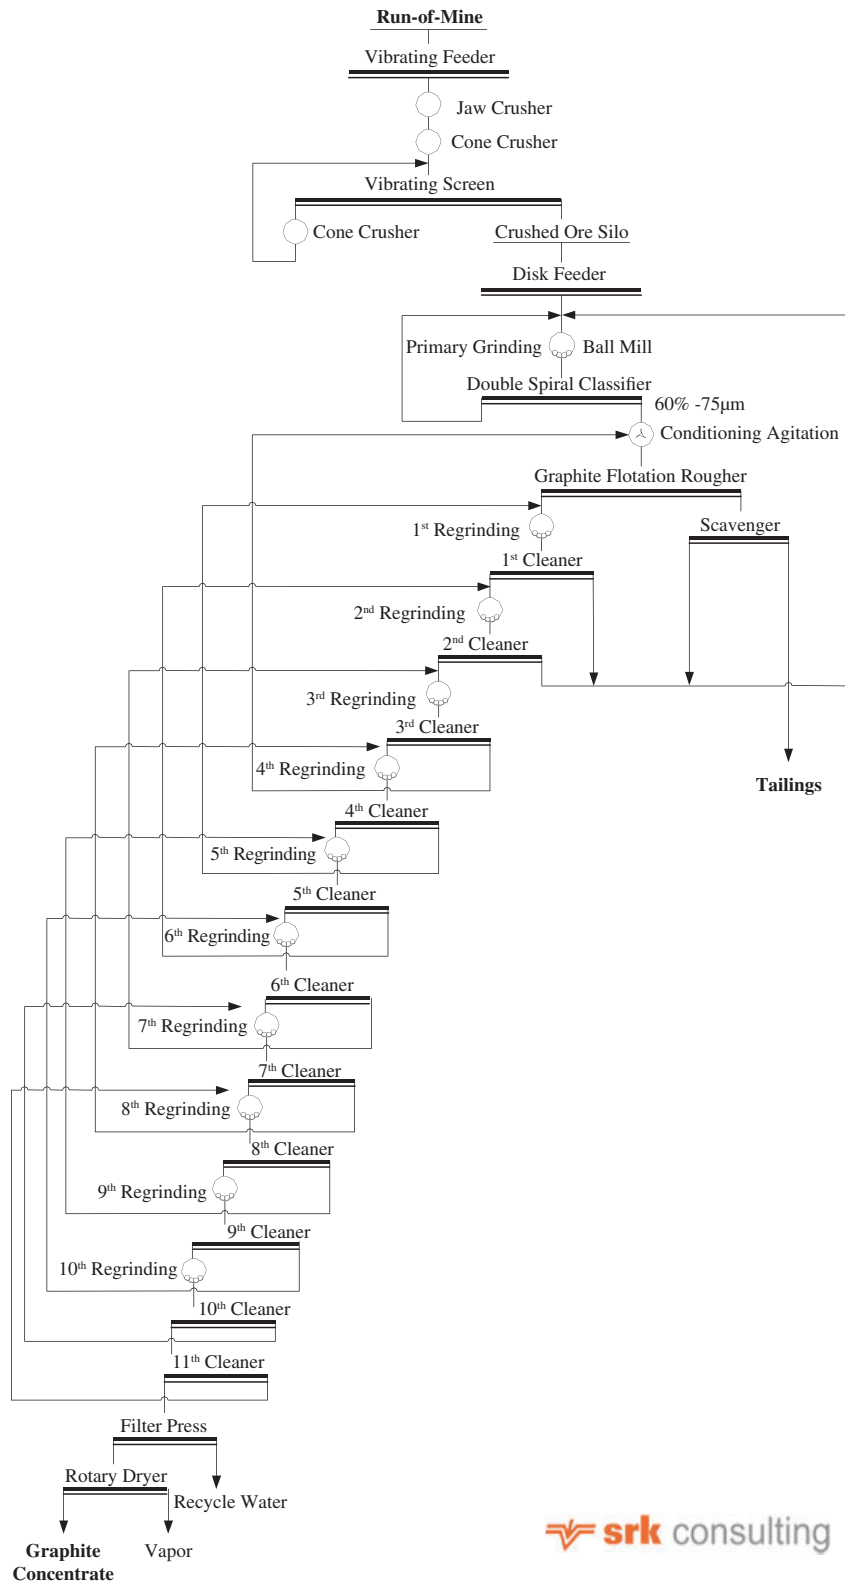 Run-of-Mine
Vibrating Feeder
Jaw Crusher
Cone Crusher
Vibrating Screen
Cone Crusher
Crushed Ore Silo
Disk Feeder
Primary Grinding
Ball Mill
Double Spiral Classifier
60% -75μm
Conditioning Agitation
Graphite Flotation Rougher
1st Regrinding
Scavenger
1st Cleaner
2nd Regrinding
2nd Cleaner
3rd Regrinding
3rd Cleaner
4th Regrinding
Tailings
4th Cleaner
5th Regrinding
5th Cleaner
6th Regrinding
6th Cleaner
7th Regrinding
7th Cleaner
8th Regrinding
8th Cleaner
9th Regrinding
9th Cleaner
10th Regrinding
10th Cleaner
11th Cleaner
Filter Press
Rotary Dryer
Recycle Water
Graphite
Concentrate
Vapor
srk consulting